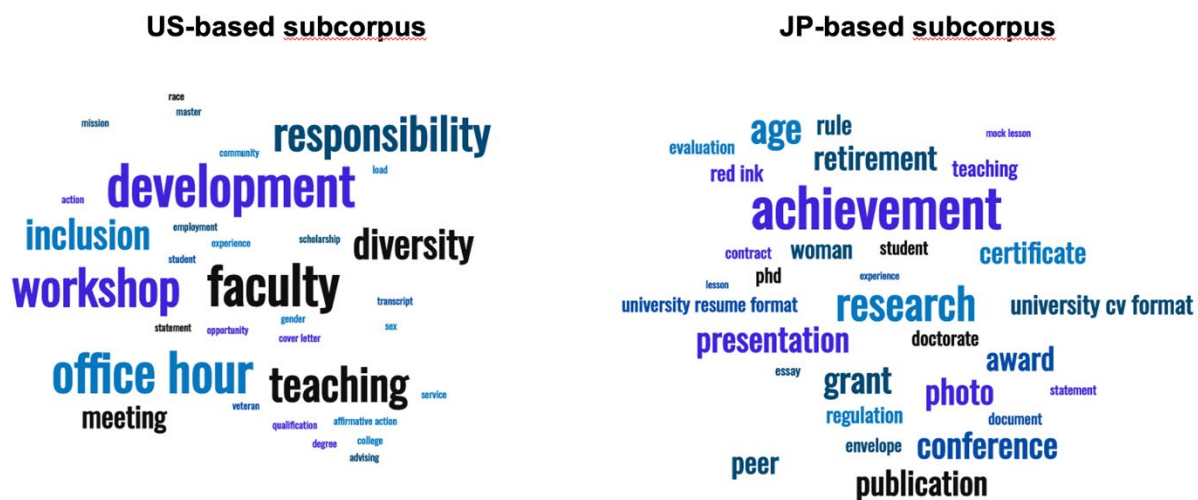 US-based subcorpus
race
master
mission
responsibility
community
load
development
action
employment
inclusion
experience
scholarship
diversity
student
workshop
faculty
transcript
statement
opportunity
gender
sex
cover letter
office hour
teaching
service
veteran
meeting
qualification
affirmative action
degree
college
advising
JP-based subcorpus
age
rule
mock lesson
evaluation
retirement
red ink
teaching
achievement
contract
woman
student
certificate
phd
experience
lesson
university resume format
research
university cv format
presentation
doctorate
award
essay
grant
photo
statement
regulation
document
envelope
conference
peer
publication